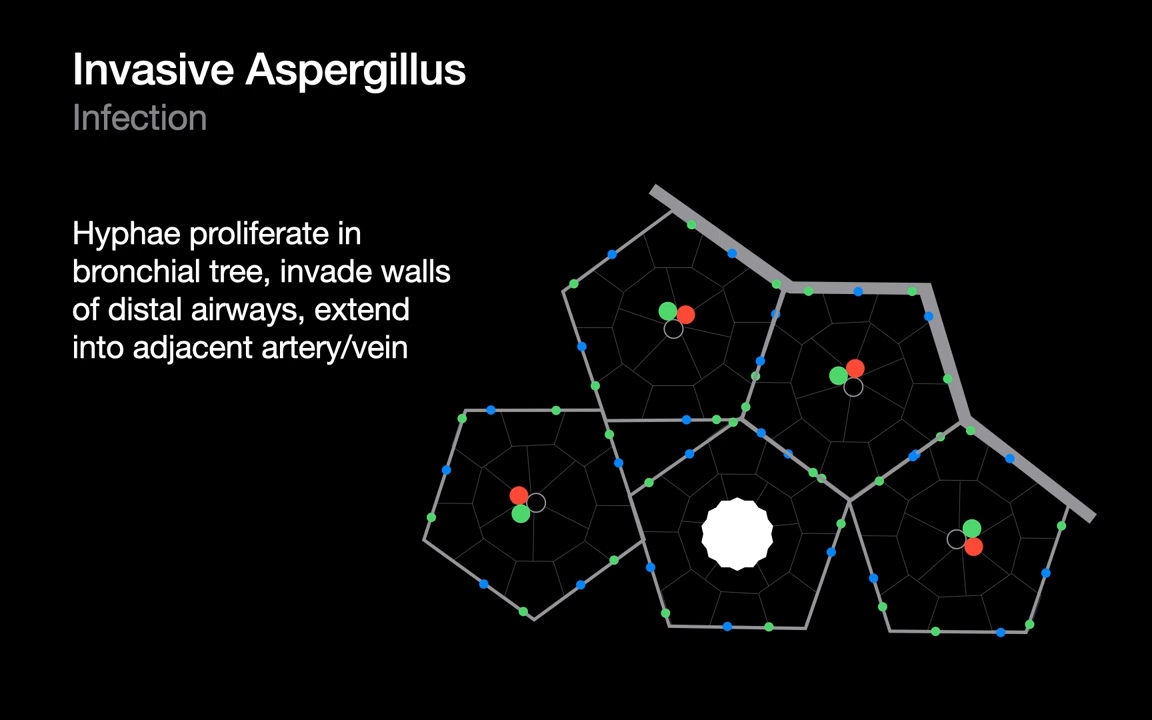 Invasive Aspergillus
Infection
Hyphae proliferate in
bronchial tree, invade walls
of distal airways, extend
into adjacent artery/vein